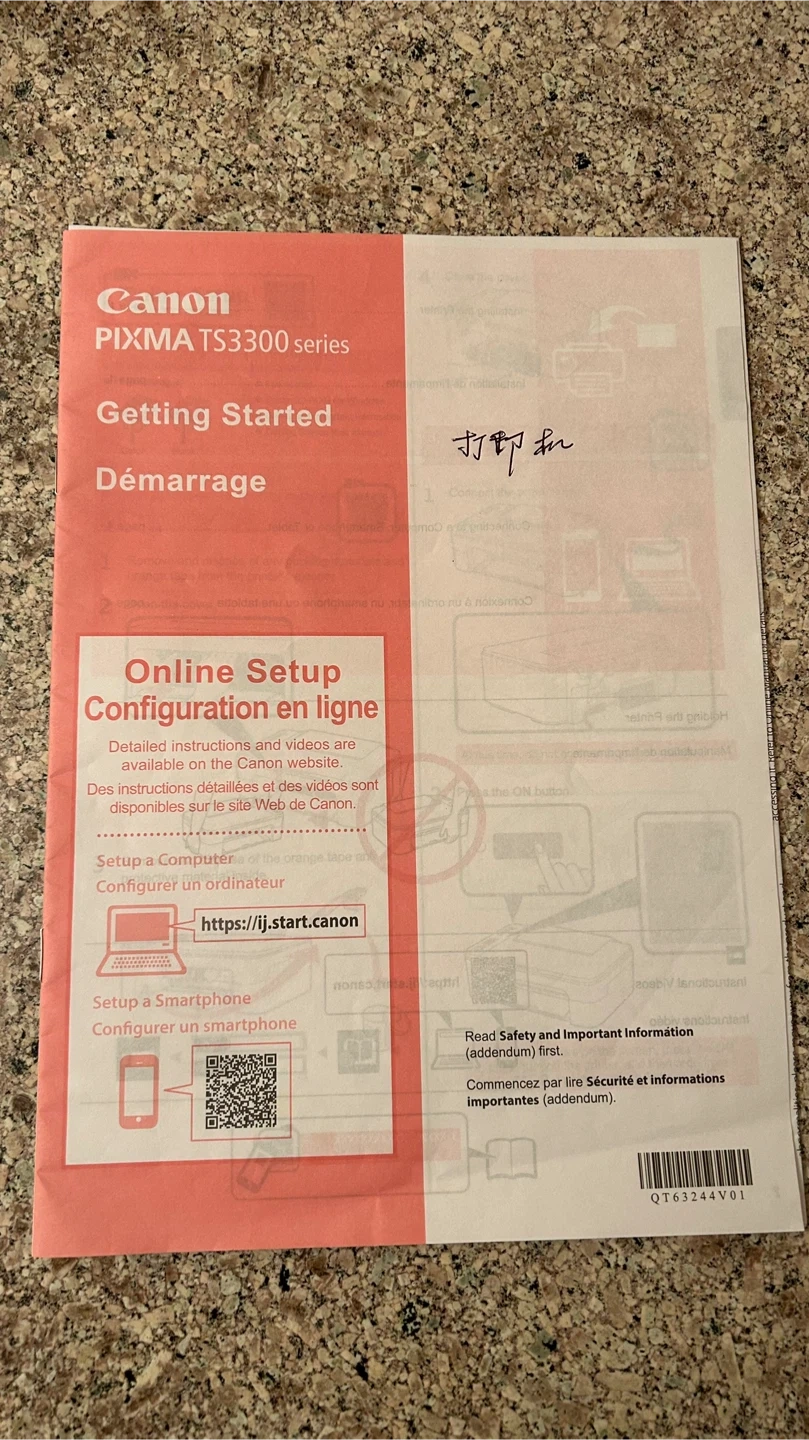 Canon
PIXMA TS3300 series
Getting Started
Démarrage
打印机
Online Setup
Configuration en ligne
Detailed instructions and videos are
available on the Canon website.
Des instructions détaillées et des vidéos sont
disponibles sur le site Web de Canon.
Setup a Computer
Configurer un ordinateur
https://ij.start.canon
Setup a Smartphone
Configurer un smartphone
Read Safety and Important Information
(addendum) first.
Commencez par lire Sécurité et informations
importantes (addendum).
QT63244V01